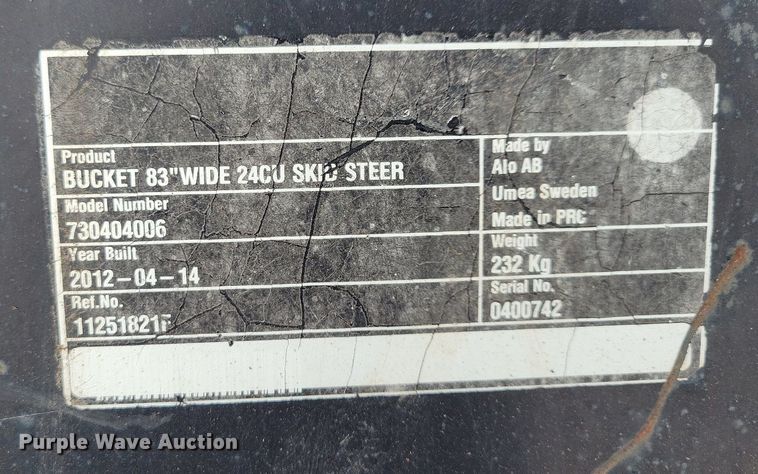 Product
BUCKET 83"WIDE 24CU SKID STEER
Model Number
730404006
Year Built
2012-04-14
Ref.No.
11251821F
Made by
Alo AB
Umea Sweden
Made in PRC
Weight
232 Kg
Serial No.
0400742
Purple Wave Auction